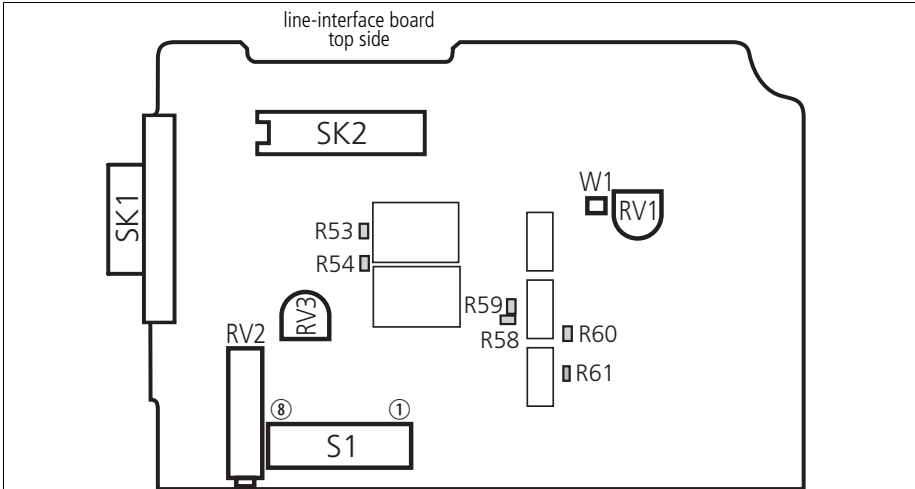 line-interface board
top side
SK2
SK1
W1
RV1
R53
R54
RV3
R59
R58
R60
R61
RV2
⑧ ①
S1